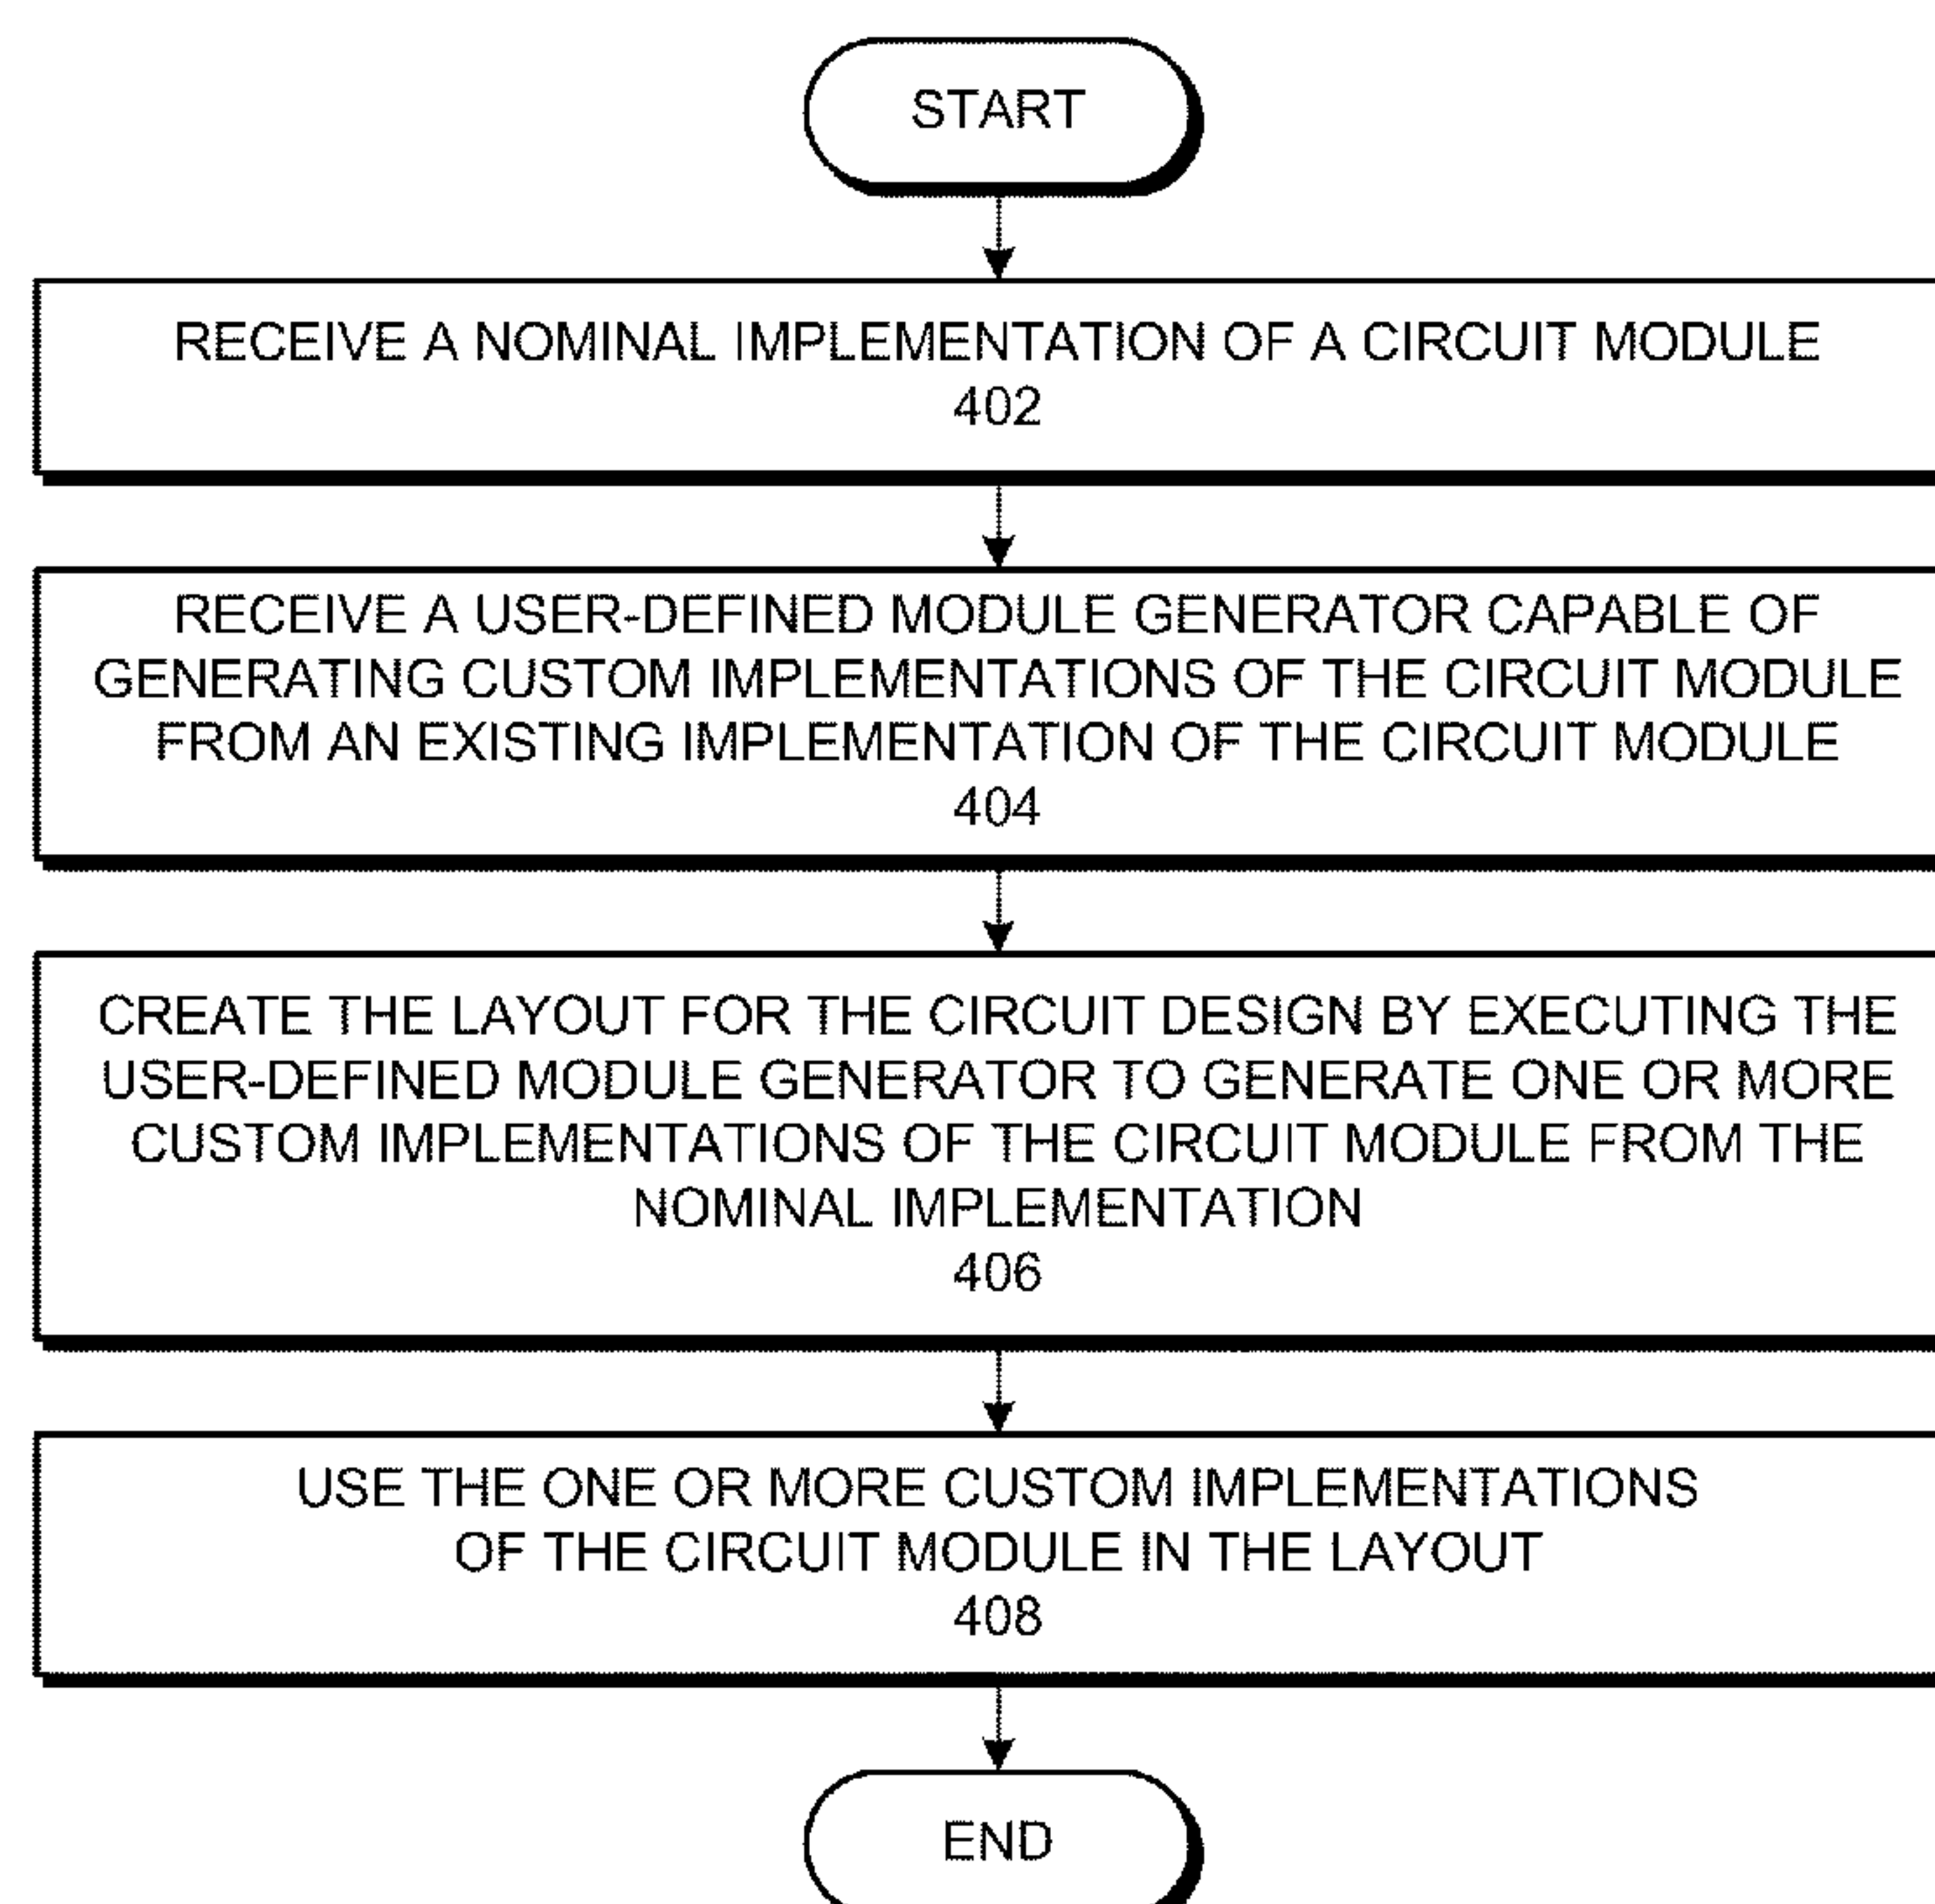 START
RECEIVE A NOMINAL IMPLEMENTATION OF A CIRCUIT MODULE
402
RECEIVE A USER-DEFINED MODULE GENERATOR CAPABLE OF
GENERATING CUSTOM IMPLEMENTATIONS OF THE CIRCUIT MODULE
FROM AN EXISTING IMPLEMENTATION OF THE CIRCUIT MODULE
404
CREATE THE LAYOUT FOR THE CIRCUIT DESIGN BY EXECUTING THE
USER-DEFINED MODULE GENERATOR TO GENERATE ONE OR MORE
CUSTOM IMPLEMENTATIONS OF THE CIRCUIT MODULE FROM THE
NOMINAL IMPLEMENTATION
406
USE THE ONE OR MORE CUSTOM IMPLEMENTATIONS
OF THE CIRCUIT MODULE IN THE LAYOUT
408
END